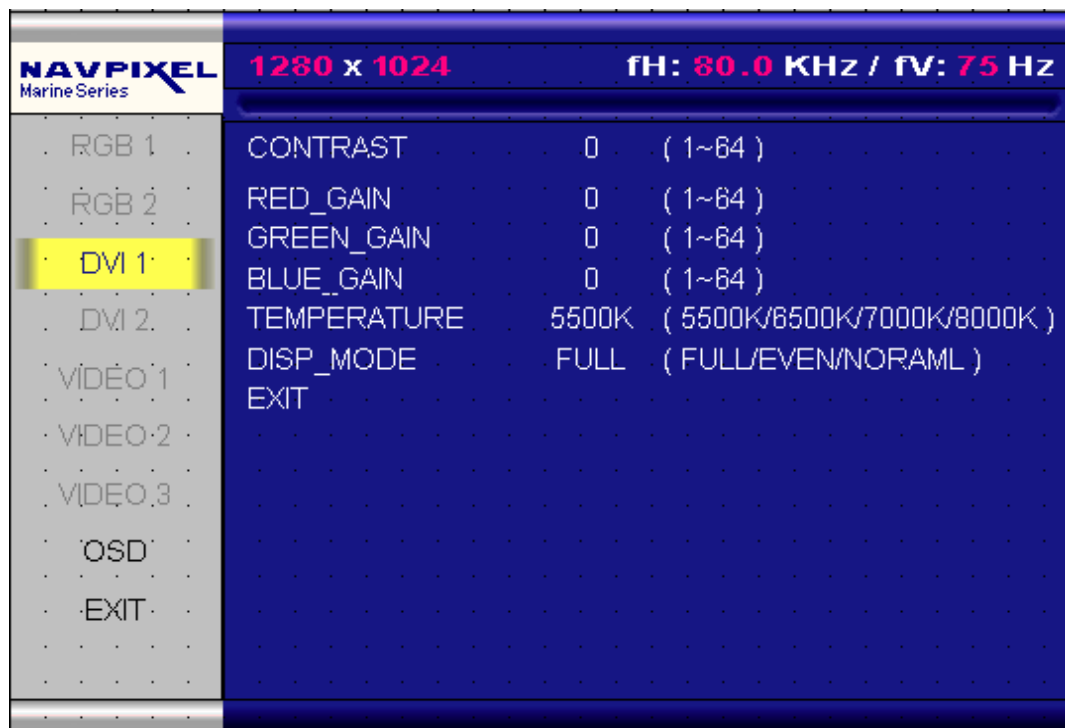 NAVPIXEL
Marine Series
1280 x 1024 fH: 80.0 KHz / fV: 75 Hz
RGB 1
RGB 2
DVI 1
DVI 2
VIDEO 1
VIDEO 2
VIDEO 3
OSD
EXIT
CONTRAST 0 ( 1~64 )
RED_GAIN 0 ( 1~64 )
GREEN_GAIN 0 ( 1~64 )
BLUE_GAIN 0 ( 1~64 )
TEMPERATURE 5500K ( 5500K/6500K/7000K/8000K )
DISP_MODE FULL ( FULL/EVEN/NORAML )
EXIT